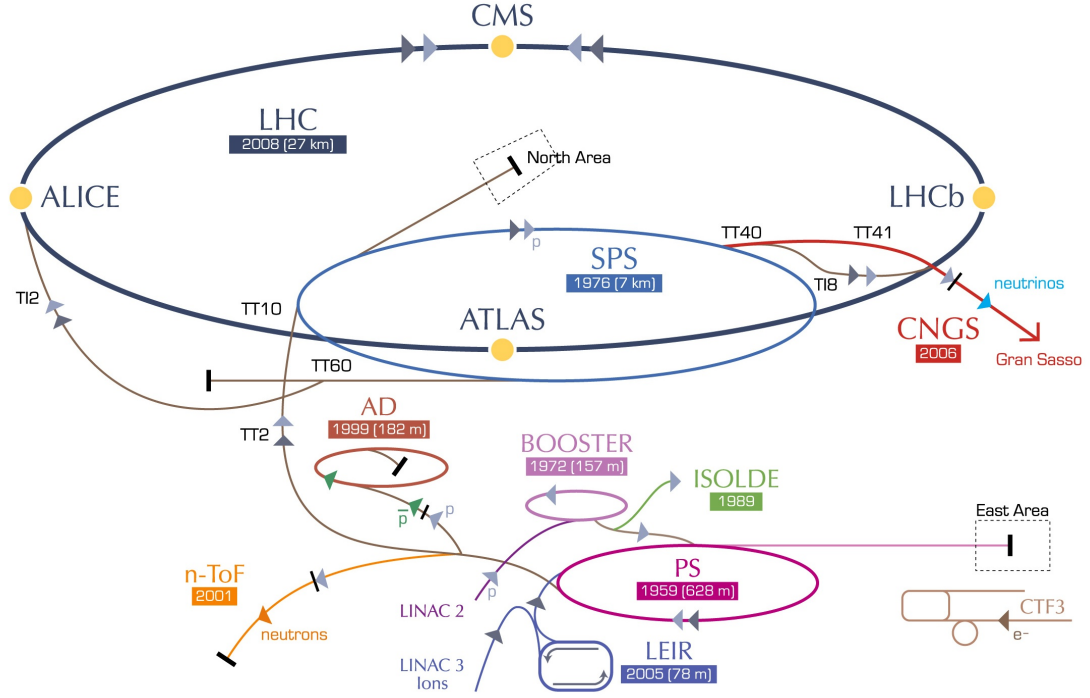 CMS
LHC
2008 (27 km)
North Area
ALICE
LHCb
TT40
TT41
p
SPS
1976 (7 km)
TI8
neutrinos
TI2
TT10
ATLAS
CNGS
2006
Gran Sasso
TT60
AD
1999 (182 m)
TT2
BOOSTER
1972 (157 m)
ISOLDE
1989
p̅
p
East Area
n-ToF
2001
PS
1959 (628 m)
LINAC 2
p
neutrons
CTF3
e-
LEIR
2005 (78 m)
LINAC 3
Ions